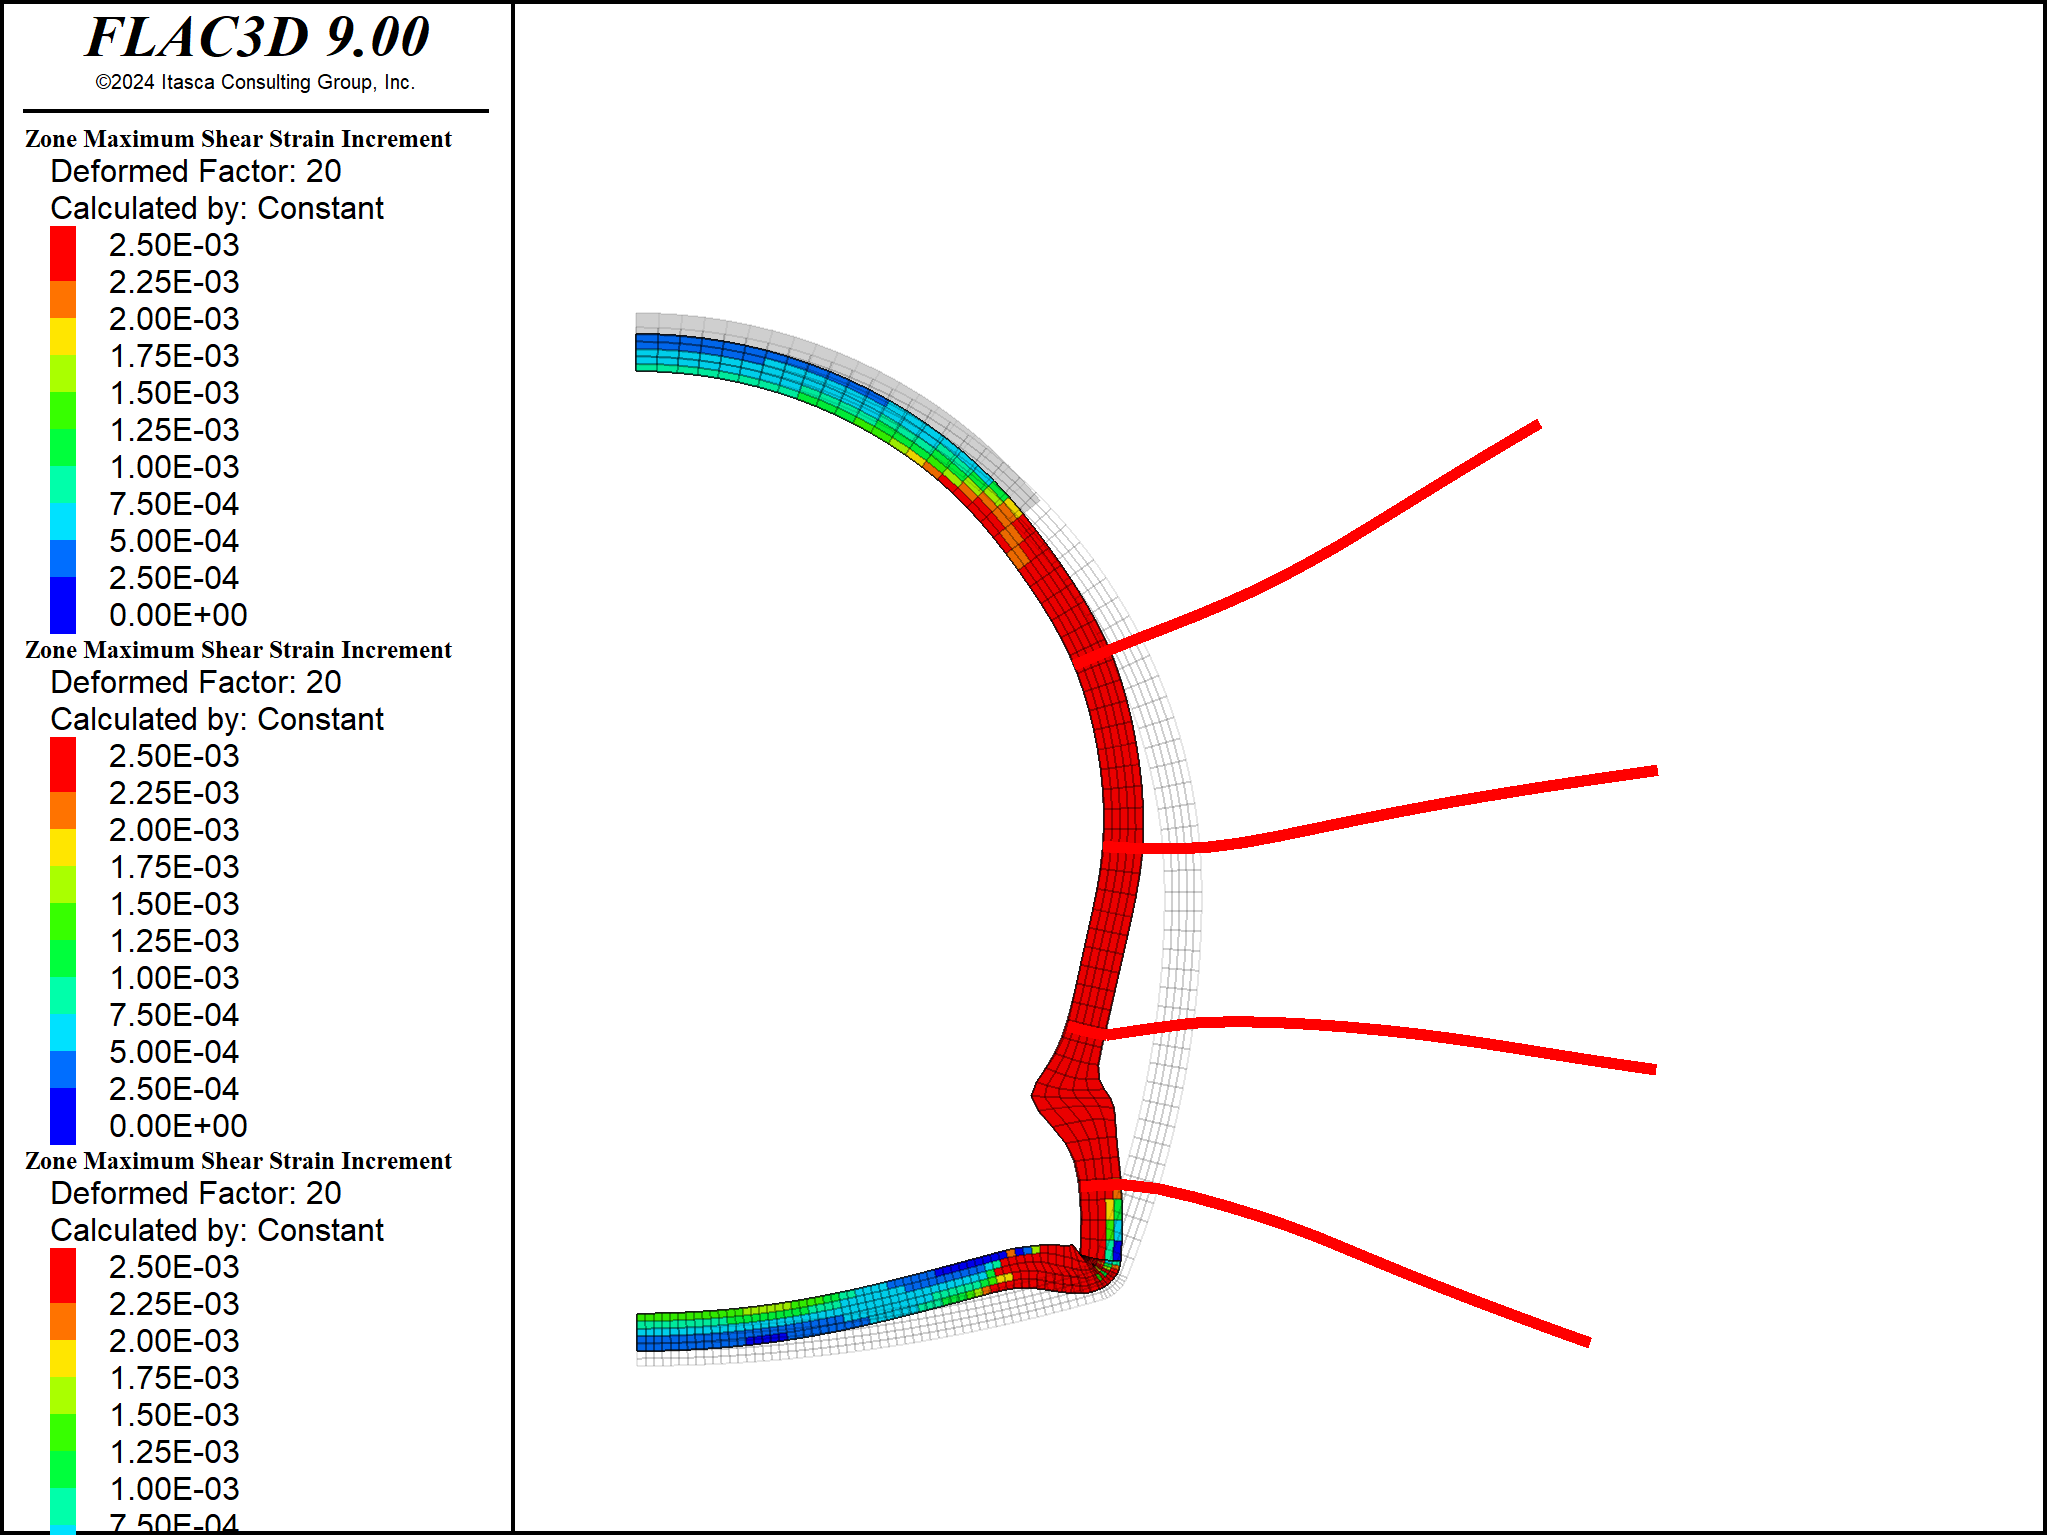 FLAC3D 9.00
©2024 Itasca Consulting Group, Inc.
Zone Maximum Shear Strain Increment
Deformed Factor: 20
Calculated by: Constant
2.50E-03
2.25E-03
2.00E-03
1.75E-03
1.50E-03
1.25E-03
1.00E-03
7.50E-04
5.00E-04
2.50E-04
0.00E+00
Zone Maximum Shear Strain Increment
Deformed Factor: 20
Calculated by: Constant
2.50E-03
2.25E-03
2.00E-03
1.75E-03
1.50E-03
1.25E-03
1.00E-03
7.50E-04
5.00E-04
2.50E-04
0.00E+00
Zone Maximum Shear Strain Increment
Deformed Factor: 20
Calculated by: Constant
2.50E-03
2.25E-03
2.00E-03
1.75E-03
1.50E-03
1.25E-03
1.00E-03
7.50E-04